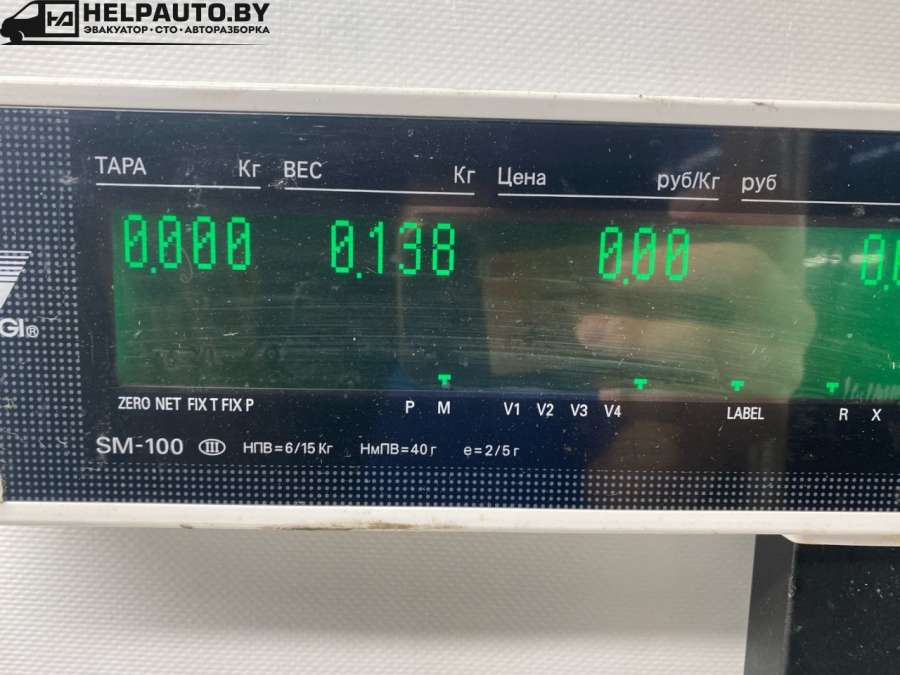 HELPAUTO.BY
ЭВАКУАТОР · СТО · АВТОРАЗБОРКА
ТАРА Кг ВЕС Кг Цена руб/Кг руб
0.000 0.138 0.00
GI®
ZERO NET FIX T FIX P P M V1 V2 V3 V4 LABEL R X
SM-100 III НПВ=6/15 Кг НмПВ=40 г e=2/5 г